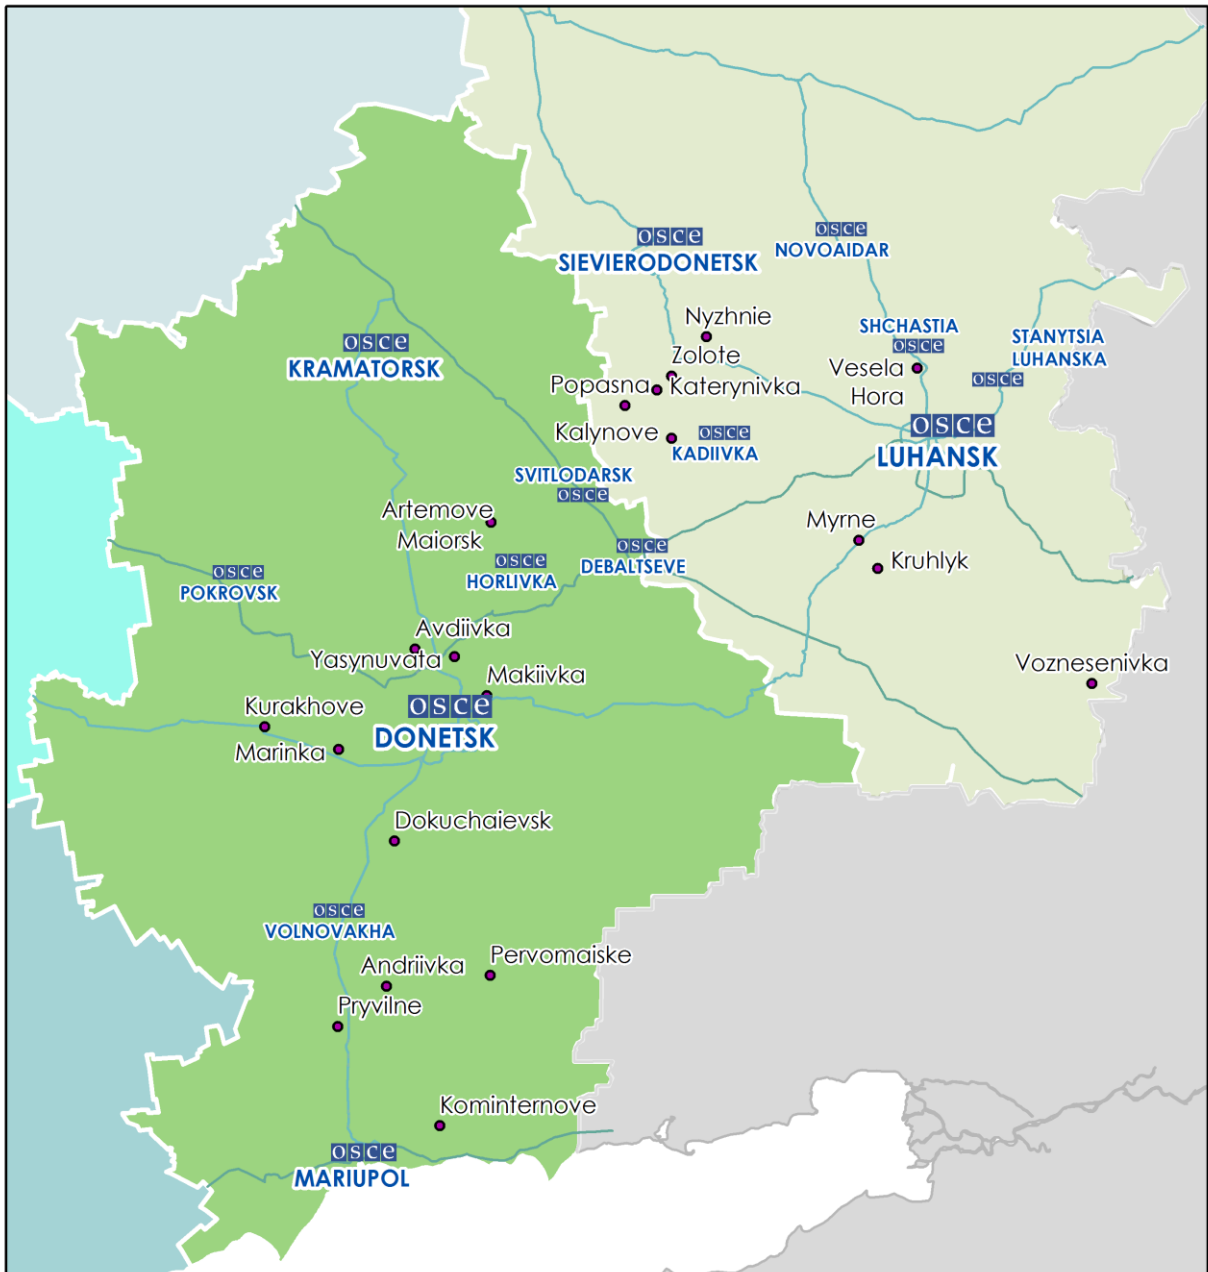 osce
SIEVIERODONETSK
osce
NOVOAIDAR
Nyzhnie
SHCHASTIA
osce
STANYTSIA
LUHANSKA
osce
osce
KRAMATORSK
Zolote
Vesela
Hora
Popasna
Katerynivka
osce
LUHANSK
Kalynove
osce
KADIIVKA
SVITLODARSK
osce
Artemove
Maiorsk
Myrne
osce
DEBALTSEVE
osce
HORLIVKA
Kruhlyk
osce
POKROVSK
Avdiivka
Yasynuvata
Makiivka
Voznesenivka
osce
DONETSK
Kurakhove
Marinka
Dokuchaievsk
osce
VOLNOVAKHA
Andriivka
Pervomaiske
Pryvilne
Kominternove
osce
MARIUPOL